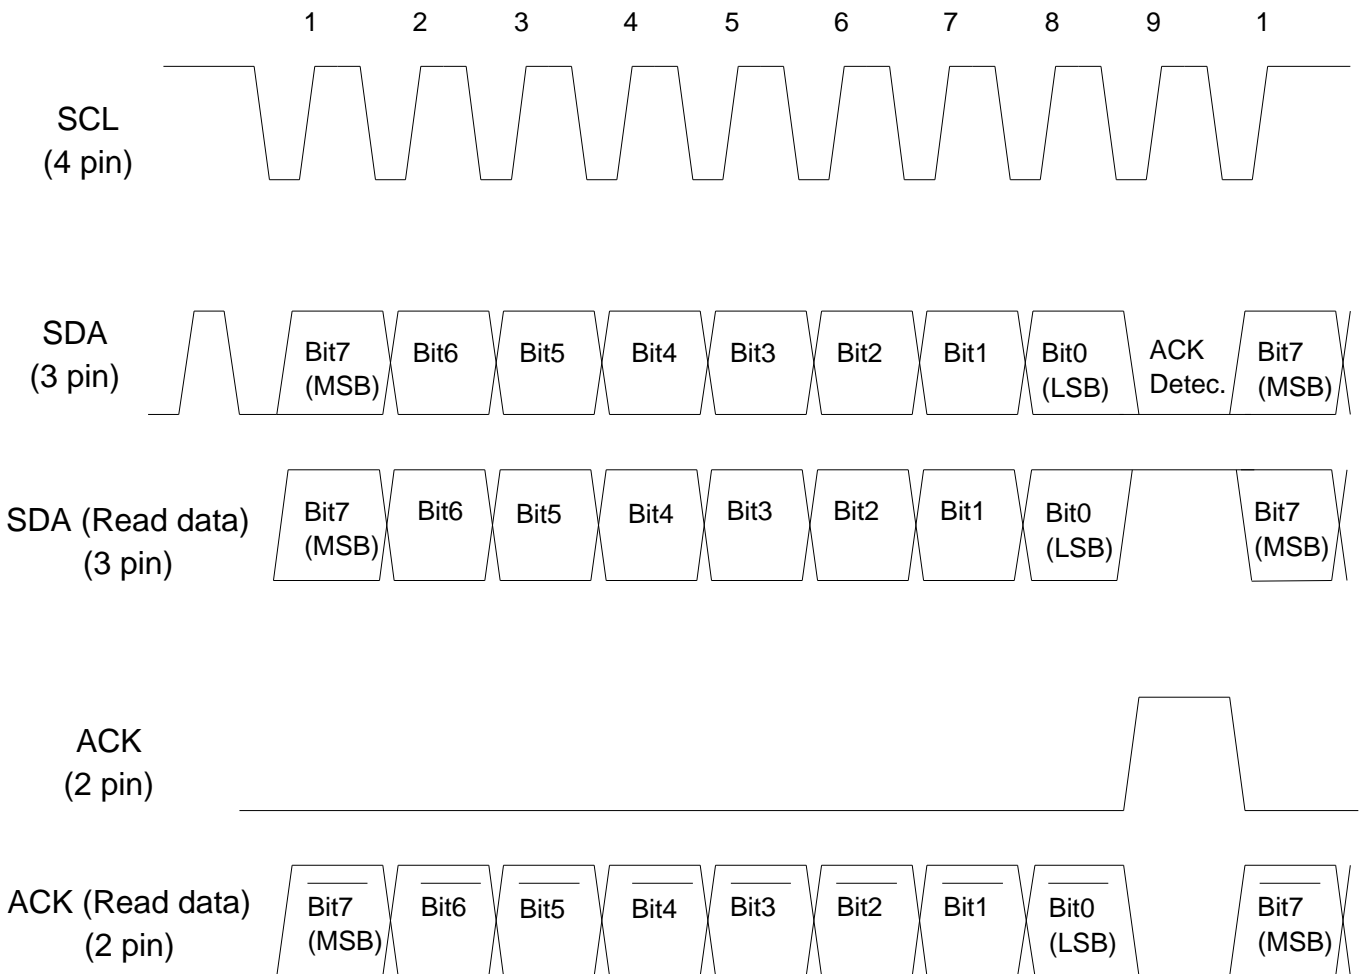 1 2 3 4 5 6 7 8 9 1
SCL
(4 pin)
SDA
(3 pin)
Bit7
(MSB)
Bit6
Bit5
Bit4
Bit3
Bit2
Bit1
Bit0
(LSB)
ACK
Detec.
Bit7
(MSB)
SDA (Read data)
(3 pin)
Bit7
(MSB)
Bit6
Bit5
Bit4
Bit3
Bit2
Bit1
Bit0
(LSB)
Bit7
(MSB)
ACK
(2 pin)
ACK (Read data)
(2 pin)
Bit7
(MSB)
Bit6
Bit5
Bit4
Bit3
Bit2
Bit1
Bit0
(LSB)
Bit7
(MSB)